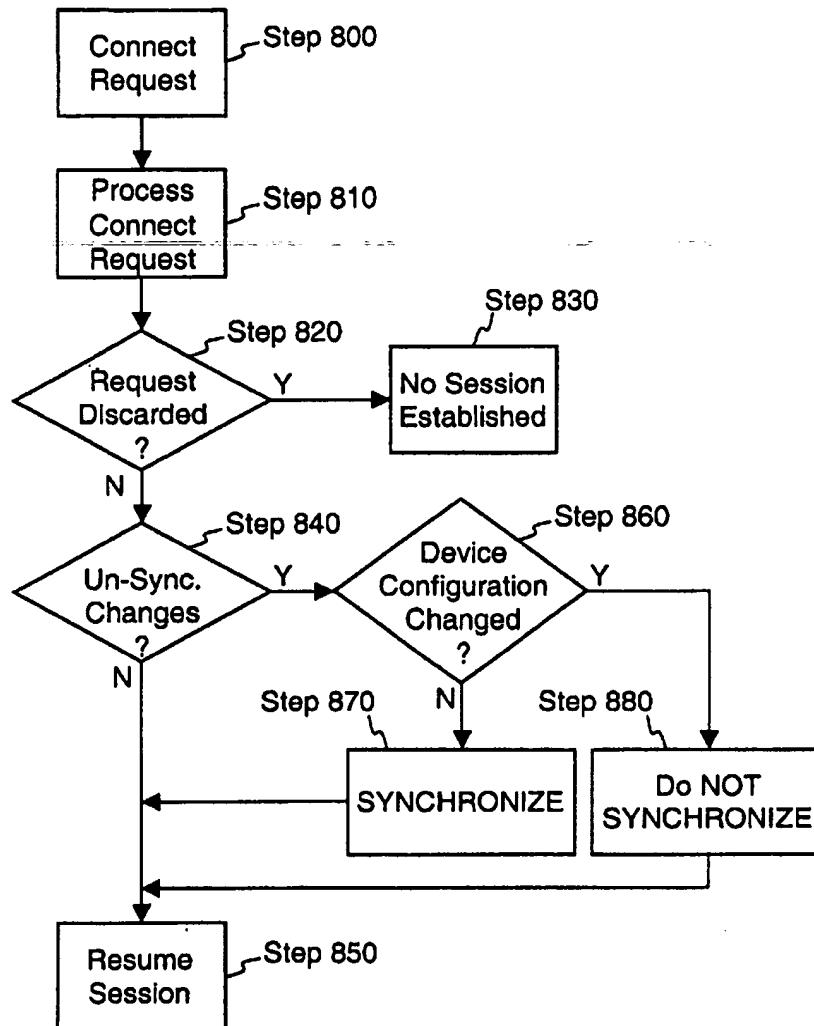 Connect
Request
Step 800
Process
Connect
Request
Step 810
Request
Discarded
?
Step 820
Y
N
No Session
Established
Step 830
Un-Sync.
Changes
?
Step 840
Y
N
Device
Configuration
Changed
?
Step 860
Y
N
Step 870
SYNCHRONIZE
Step 880
Do NOT
SYNCHRONIZE
Resume
Session
Step 850